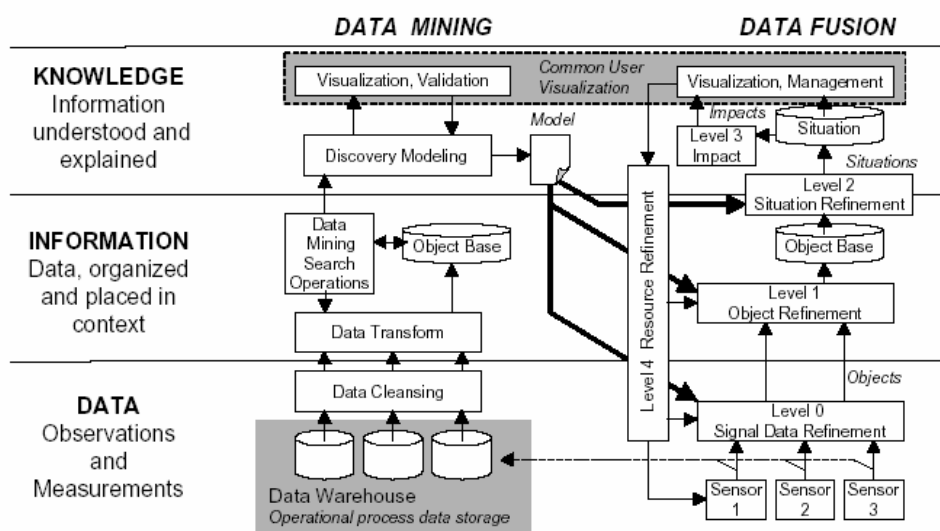 DATA MINING
DATA FUSION
KNOWLEDGE
Information
understood and
explained
Visualization, Validation
Common User
Visualization
Visualization, Management
Discovery Modeling
Model
Impacts
Level 3
Impact
Situation
Situations
Level 2
Situation Refinement
INFORMATION
Data, organized
and placed in
context
Data
Mining
Search
Operations
Object Base
Data Transform
Level 4 Resource Refinement
Object Base
Level 1
Object Refinement
DATA
Observations
and
Measurements
Data Cleansing
Data Warehouse
Operational process data storage
Objects
Level 0
Signal Data Refinement
Sensor
1
Sensor
2
Sensor
3